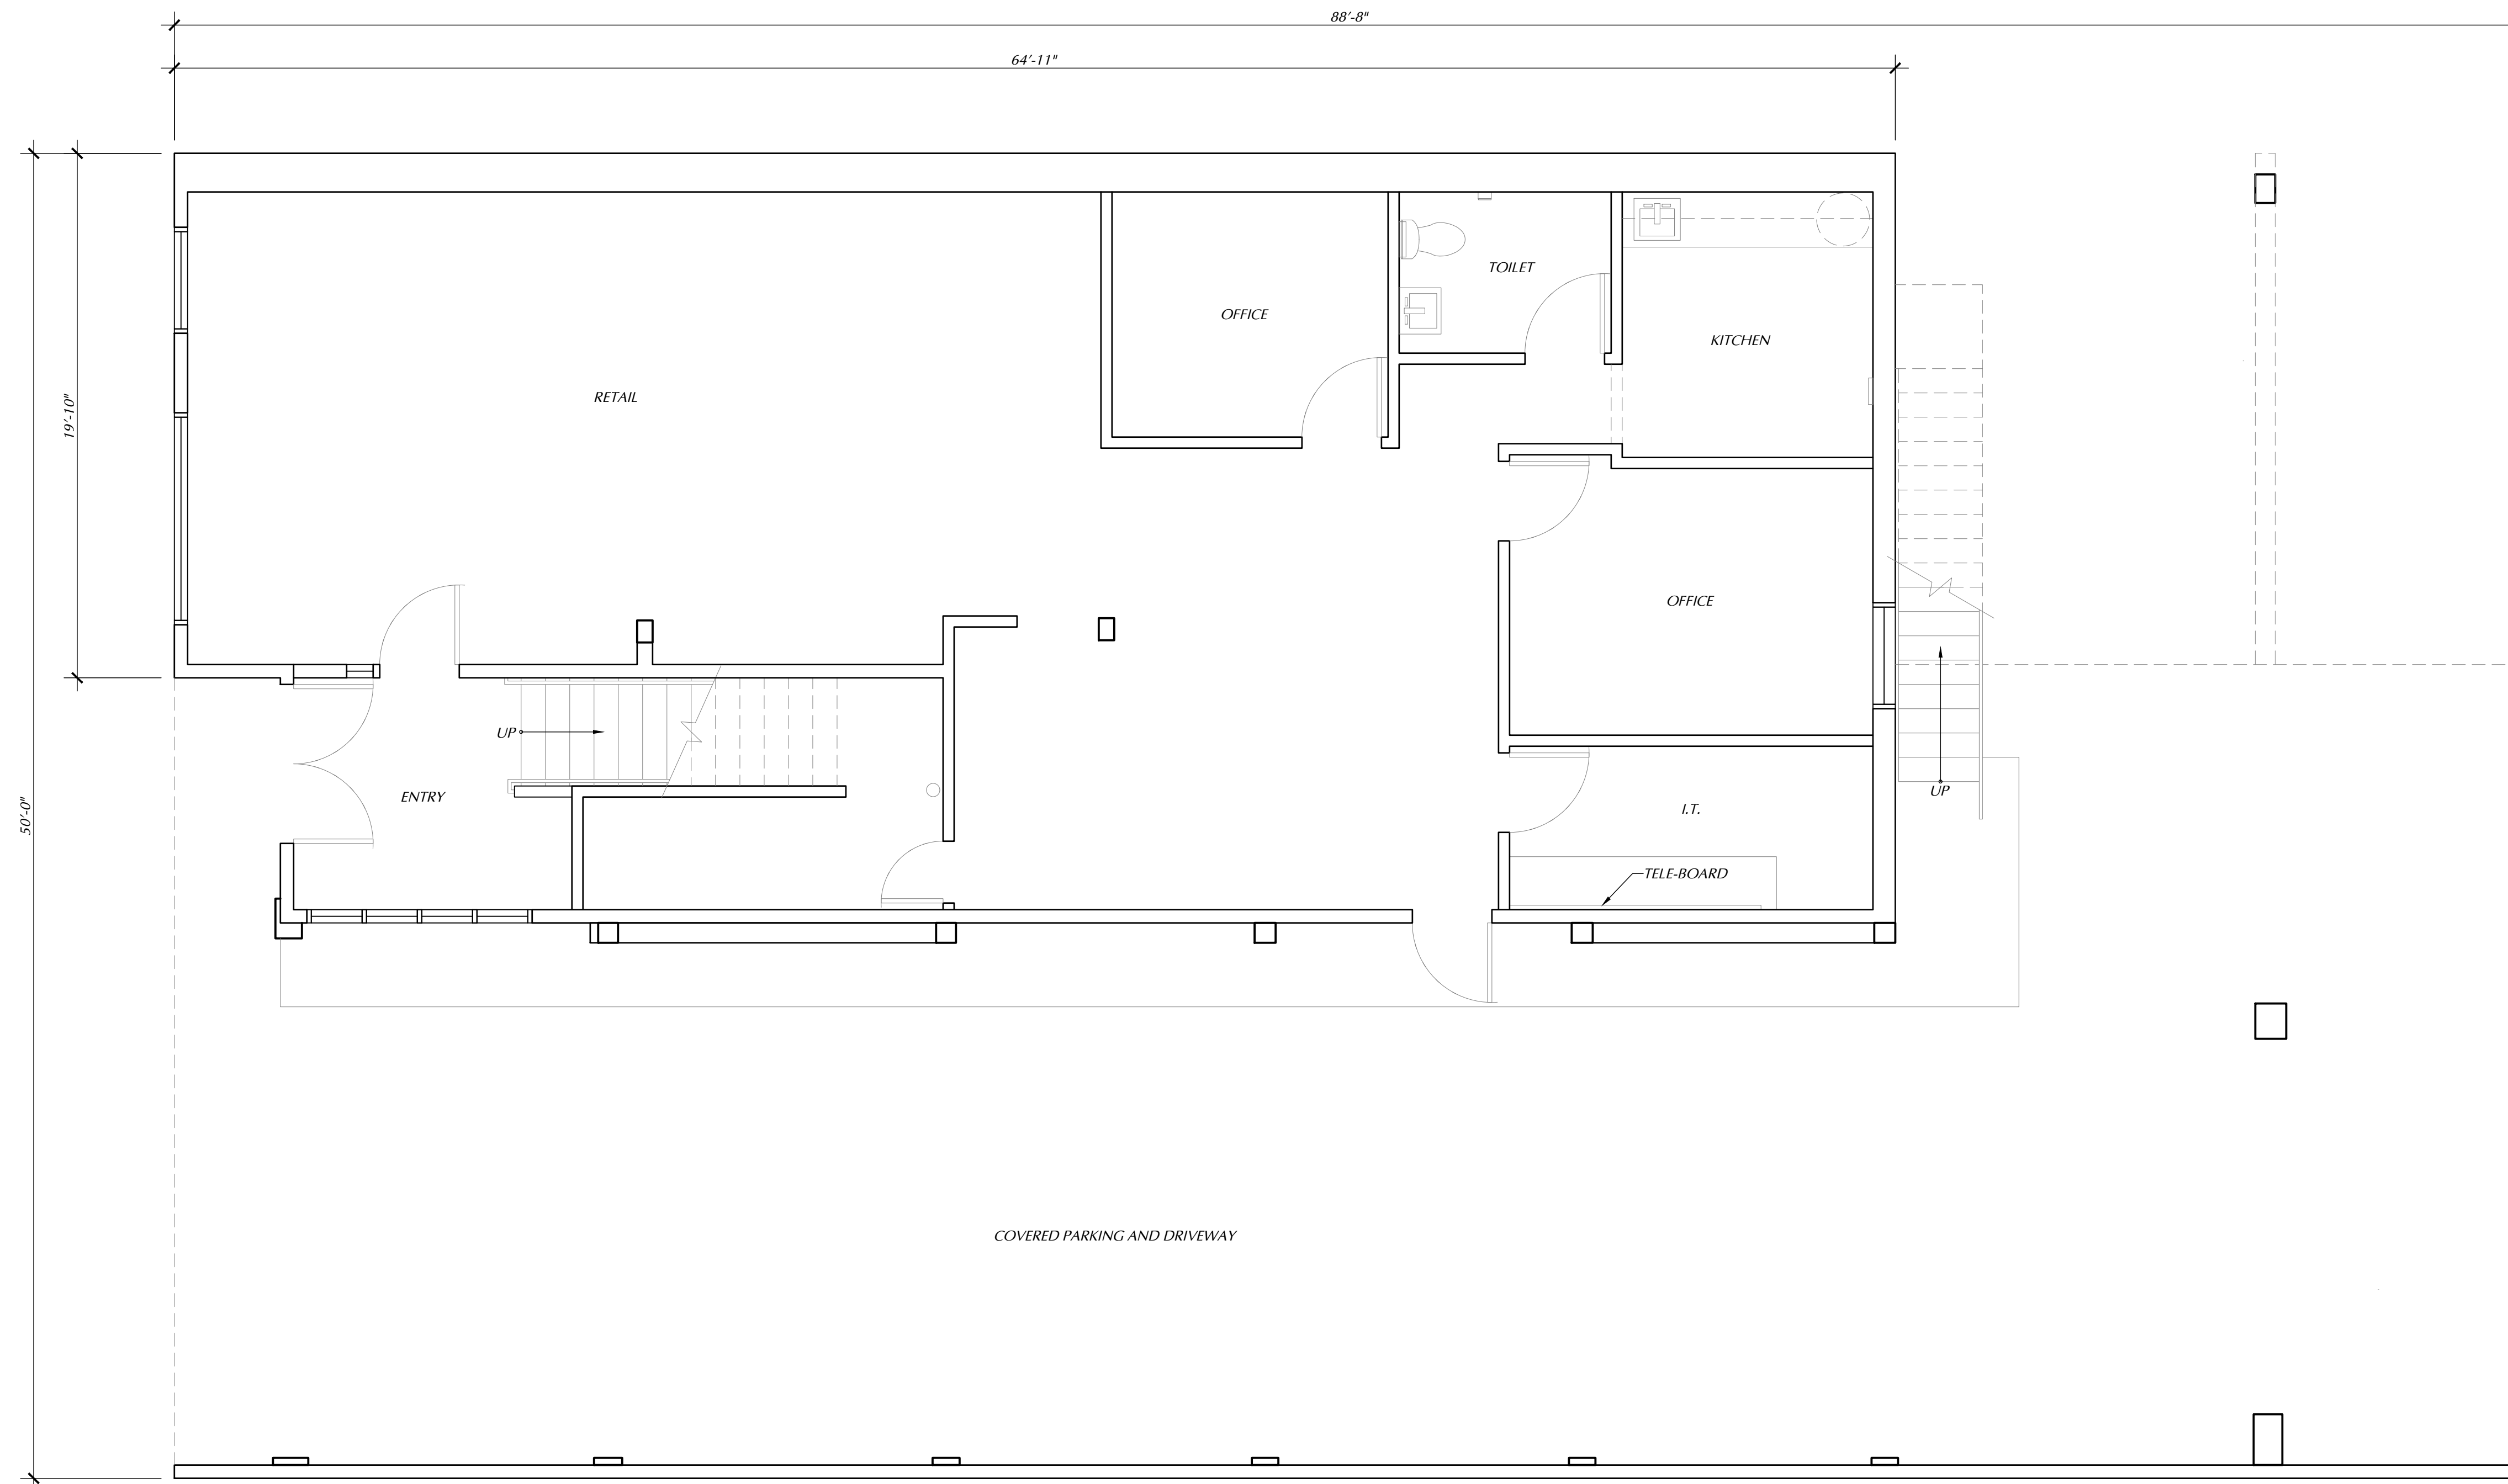 88'-8"
64'-11"
19'-10"
50'-0"
TOILET
OFFICE
KITCHEN
RETAIL
OFFICE
UP
ENTRY
UP
I.T.
TELE-BOARD
COVERED PARKING AND DRIVEWAY